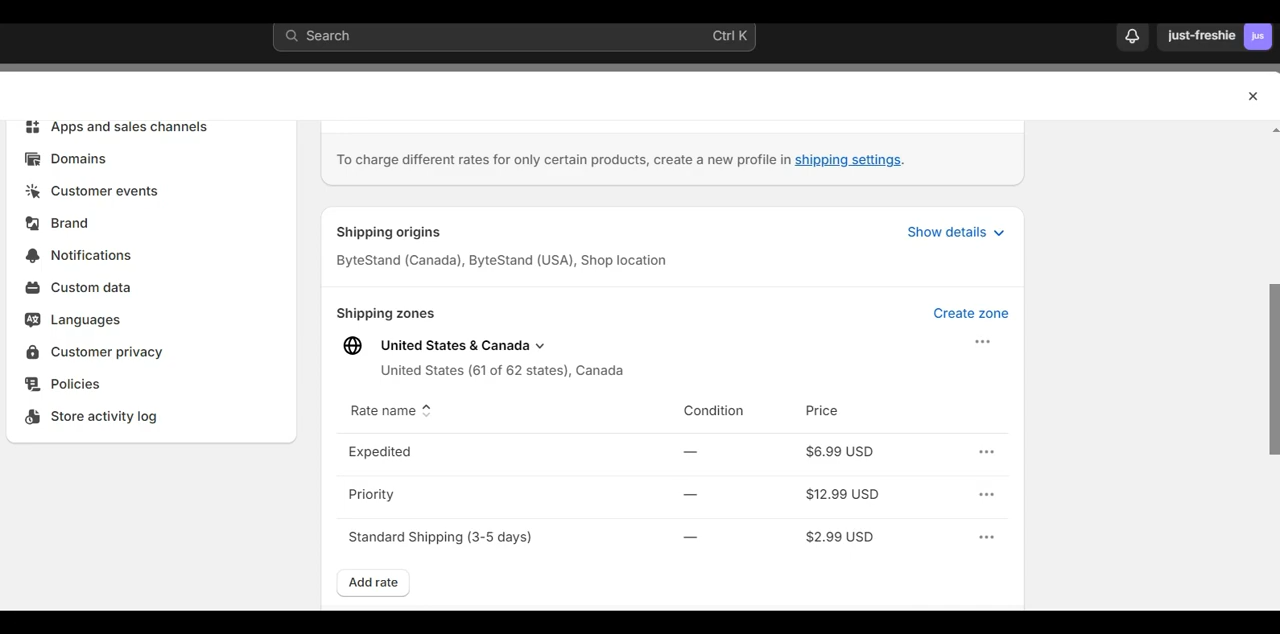 Search Ctrl K
just-freshie jus
Apps and sales channels
Domains
Customer events
Brand
Notifications
Custom data
Languages
Customer privacy
Policies
Store activity log
To charge different rates for only certain products, create a new profile in shipping settings.
Shipping origins Show details
ByteStand (Canada), ByteStand (USA), Shop location
Shipping zones Create zone
United States & Canada
United States (61 of 62 states), Canada
Rate name Condition Price
Expedited — $6.99 USD
Priority — $12.99 USD
Standard Shipping (3-5 days) — $2.99 USD
Add rate